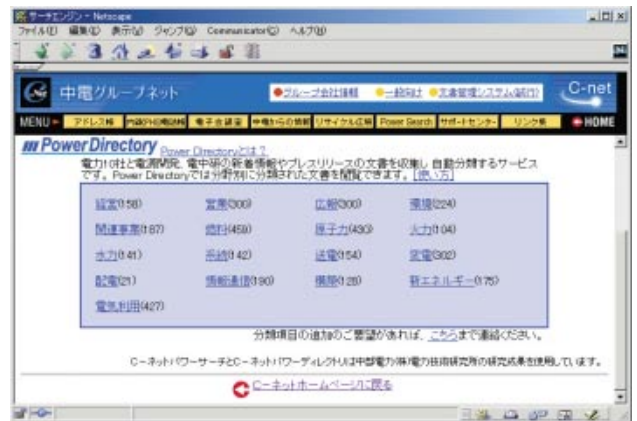 サーチエンジン - Netscape
ファイル(F) 編集(E) 表示(V) ジャンプ(G) Communicator(C) ヘルプ(H)
中電グループネット
●グループ会社情報 ●一般向け ●文書管理システム(試行)
C-net
MENU アドレス帳 電子会議室 中電からの情報 リサイクル広場 Power Search サポートセンター リンク集 HOME
PowerDirectory Power Directoryとは?
電力10社と電源開発、電中研の新着情報やプレスリリースの文書を収集し自動分類するサービス
です。Power Directoryでは分野別に分類された文書を閲覧できます。[使い方]
経営(158) 営業(300) 広報(300) 環境(224)
関連事業(187) 燃料(459) 原子力(430) 火力(104)
水力(141) 系統(142) 送電(154) 変電(302)
配電(21) 情報通信(190) 機関(128) 新エネルギー(175)
電気利用(427)
分類項目の追加のご要望があれば、こちらまで連絡ください。
C-ネットパワーサーチとC-ネットパワーディレクトリは中部電力(株)電力技術研究所の研究成果を使用しています。
C-ネットホームページに戻る